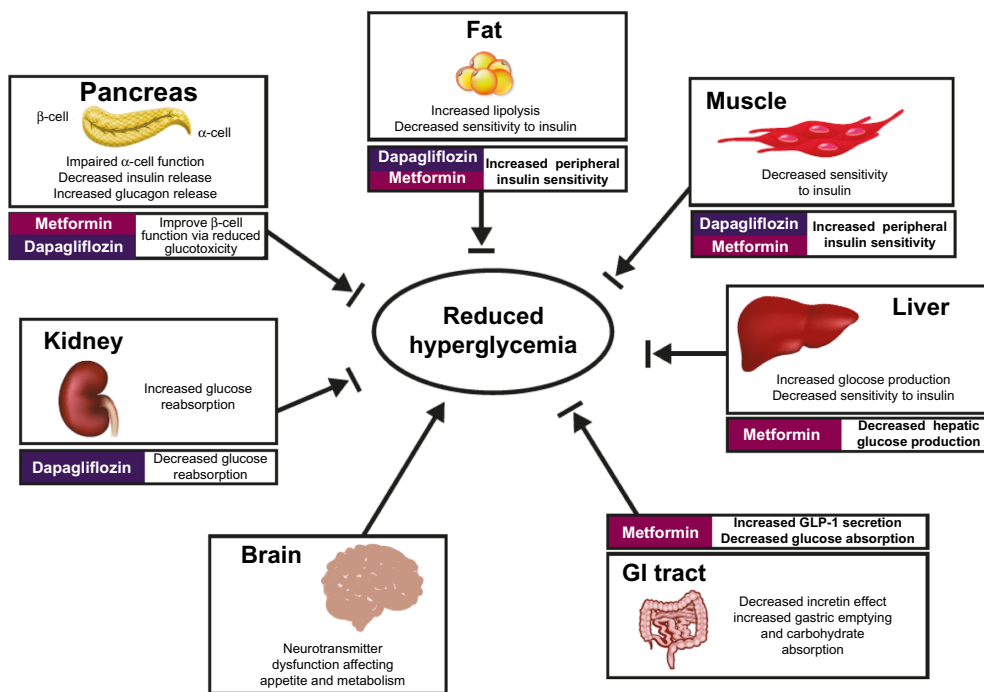 Fat
Increased lipolysis
Decreased sensitivity to insulin
Dapagliflozin
Metformin
Increased peripheral
insulin sensitivity
Pancreas
β-cell
α-cell
Impaired α-cell function
Decreased insulin release
Increased glucagon release
Metformin
Dapagliflozin
Improve β-cell
function via reduced
glucotoxicity
Muscle
Decreased sensitivity
to insulin
Dapagliflozin
Metformin
Increased peripheral
insulin sensitivity
Reduced
hyperglycemia
Kidney
Increased glucose
reabsorption
Dapagliflozin
Decreased glucose
reabsorption
Liver
Increased glocose production
Decreased sensitivity to insulin
Metformin
Decreased hepatic
glucose production
Brain
Neurotransmitter
dysfunction affecting
appetite and metabolism
Metformin
Increased GLP-1 secretion
Decreased glucose absorption
GI tract
Decreased incretin effect
increased gastric emptying
and carbohydrate
absorption